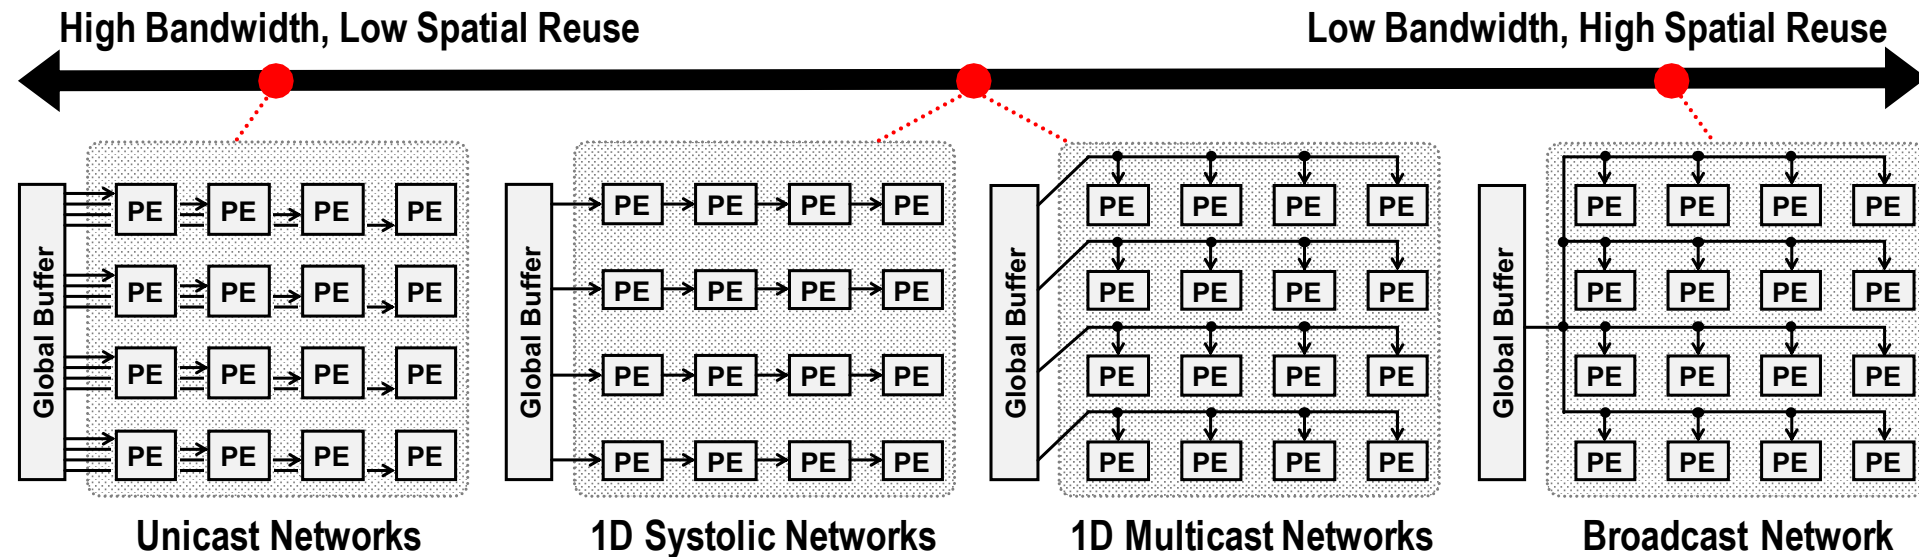 High Bandwidth, Low Spatial Reuse
Low Bandwidth, High Spatial Reuse
Global Buffer
PE PE PE PE
PE PE PE PE
PE PE PE PE
PE PE PE PE
Unicast Networks
Global Buffer
PE PE PE PE
PE PE PE PE
PE PE PE PE
PE PE PE PE
1D Systolic Networks
Global Buffer
PE PE PE PE
PE PE PE PE
PE PE PE PE
PE PE PE PE
1D Multicast Networks
Global Buffer
PE PE PE PE
PE PE PE PE
PE PE PE PE
PE PE PE PE
Broadcast Network